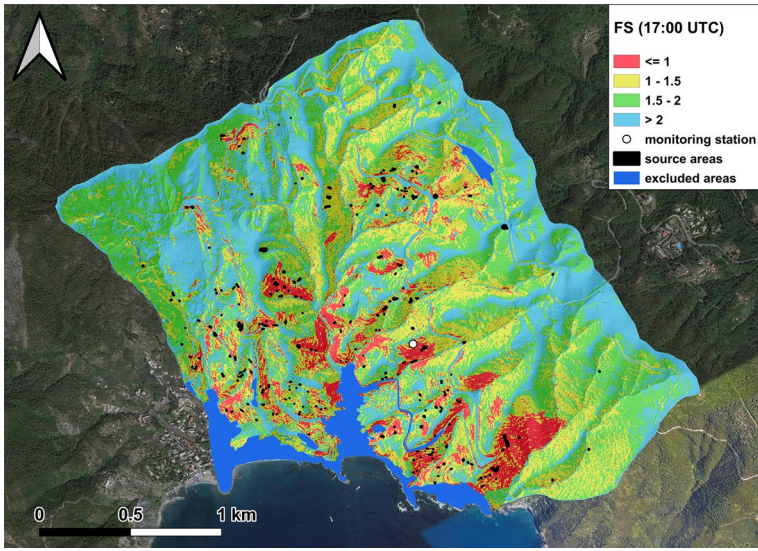 FS (17:00 UTC)
<= 1
1 - 1.5
1.5 - 2
> 2
monitoring station
source areas
excluded areas
0 0.5 1 km